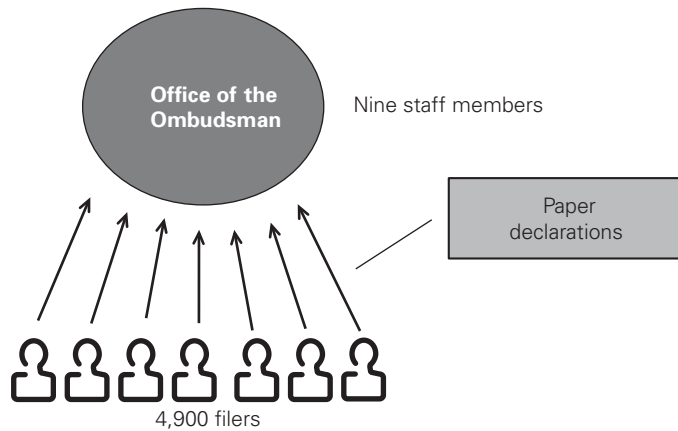 Office of the
Ombudsman
Nine staff members
Paper
declarations
4,900 filers